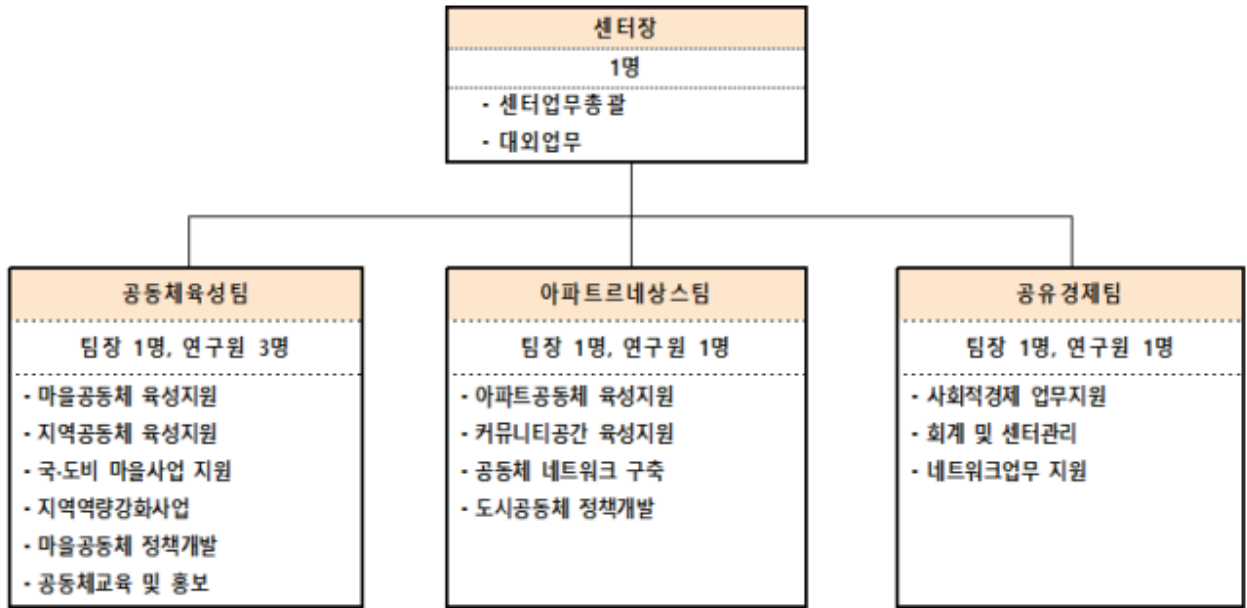 센터장
1명
- 센터업무총괄
- 대외업무
공동체육성팀
팀장 1명, 연구원 3명
- 마을공동체 육성지원
- 지역공동체 육성지원
- 국·도비 마을사업 지원
- 지역역량강화사업
- 마을공동체 정책개발
- 공동체교육 및 홍보
아파트르네상스팀
팀장 1명, 연구원 1명
- 아파트공동체 육성지원
- 커뮤니티공간 육성지원
- 공동체 네트워크 구축
- 도시공동체 정책개발
공유경제팀
팀장 1명, 연구원 1명
- 사회적경제 업무지원
- 회계 및 센터관리
- 네트워크업무 지원